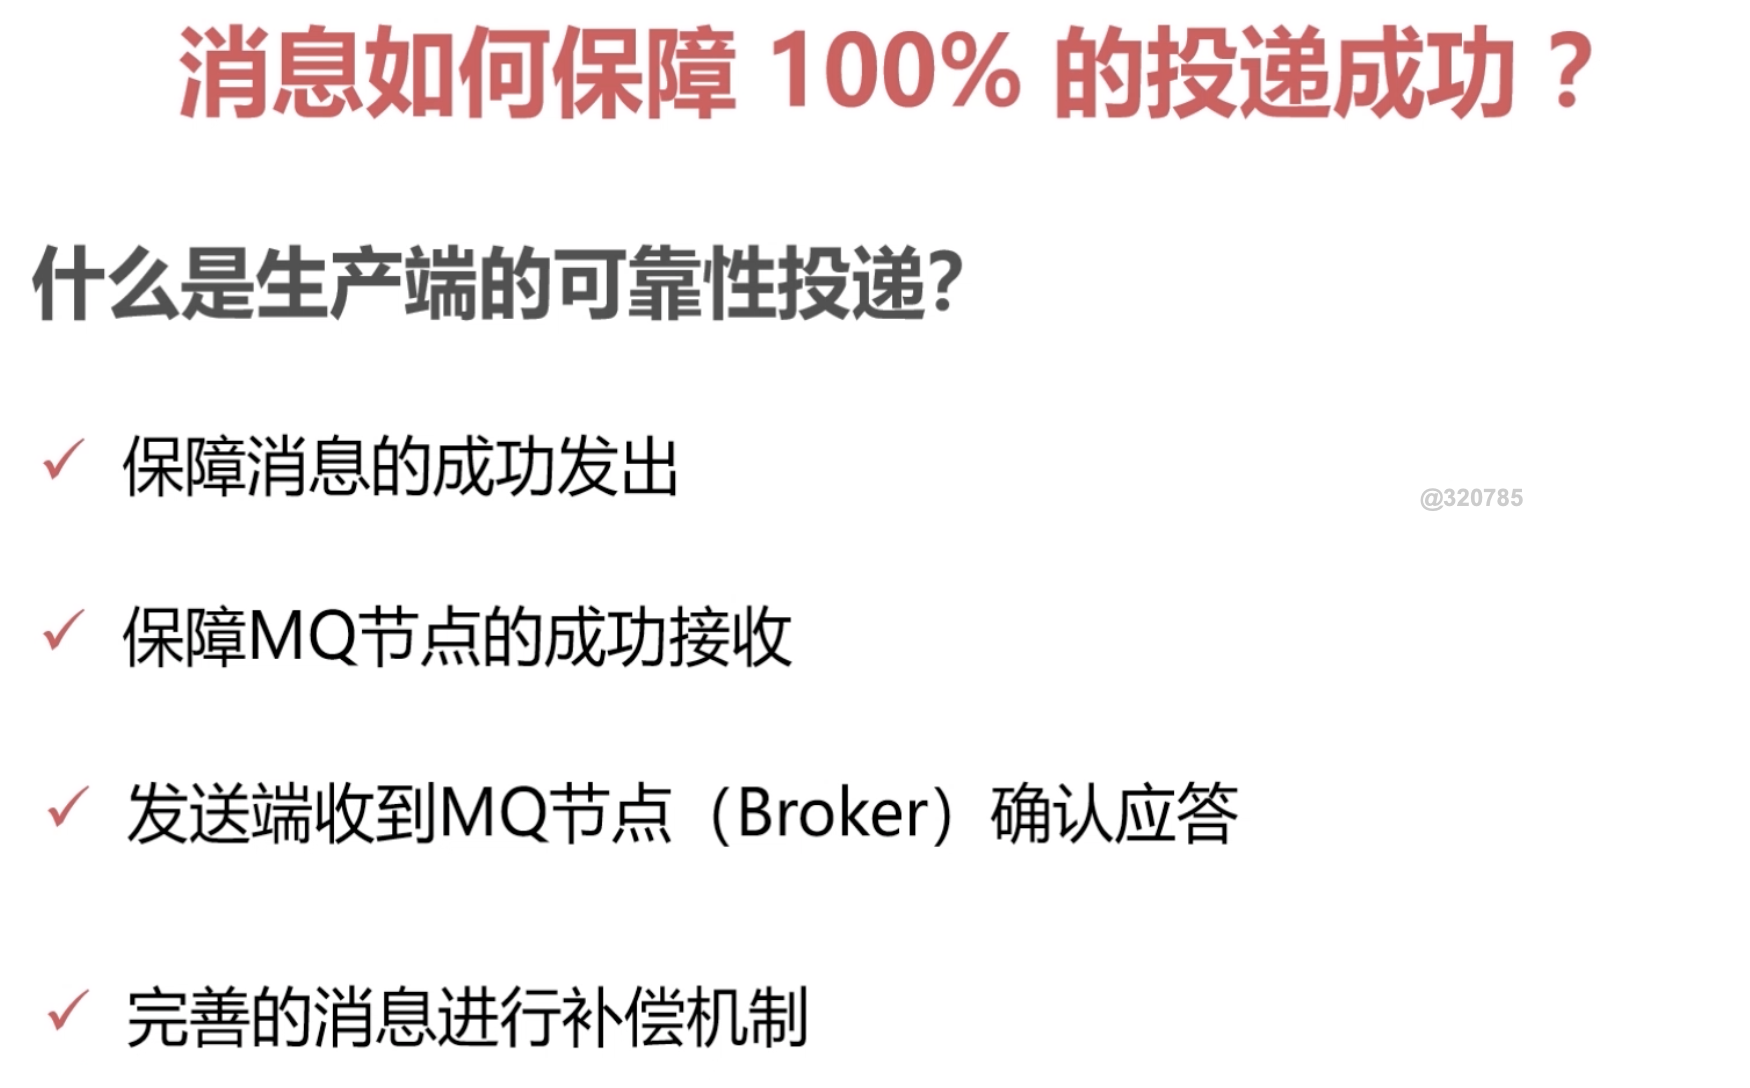 消息如何保障 100% 的投递成功？
什么是生产端的可靠性投递？
✓ 保障消息的成功发出
@320785
✓ 保障MQ节点的成功接收
✓ 发送端收到MQ节点（Broker）确认应答
✓ 完善的消息进行补偿机制